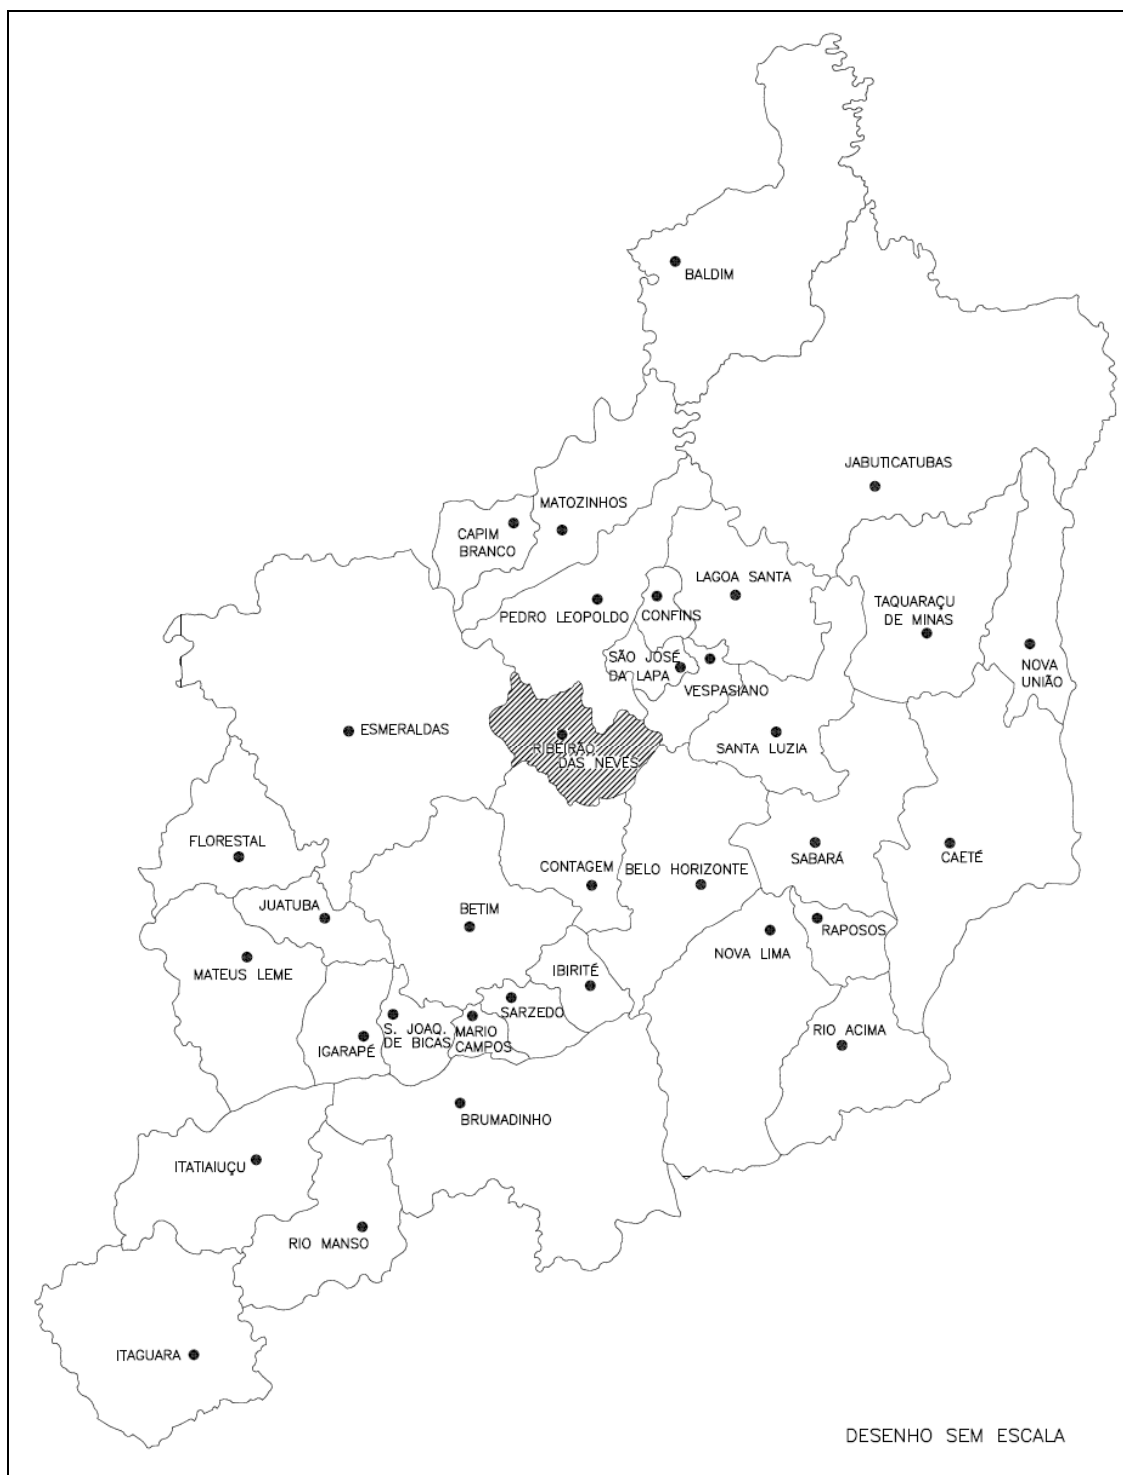 BALDIM
JABUTICATUBAS
MATOZINHOS
CAPIM
BRANCO
LAGOA SANTA
PEDRO LEOPOLDO
CONFINS
TAQUARAÇU
DE MINAS
SÃO JOSÉ
DA LAPA
VESPASIANO
NOVA
UNIÃO
ESMERALDAS
RIBEIRÃO
DAS NEVES
SANTA LUZIA
FLORESTAL
CONTAGEM
BELO HORIZONTE
SABARÁ
CAETÉ
JUATUBA
BETIM
RAPOSOS
NOVA LIMA
MATEUS LEME
IBIRITÉ
SARZEDO
S. JOAQ.
DE BICAS
MARIO
CAMPOS
IGARAPÉ
RIO ACIMA
BRUMADINHO
ITATIAIUÇU
RIO MANSO
ITAGUARA
DESENHO SEM ESCALA